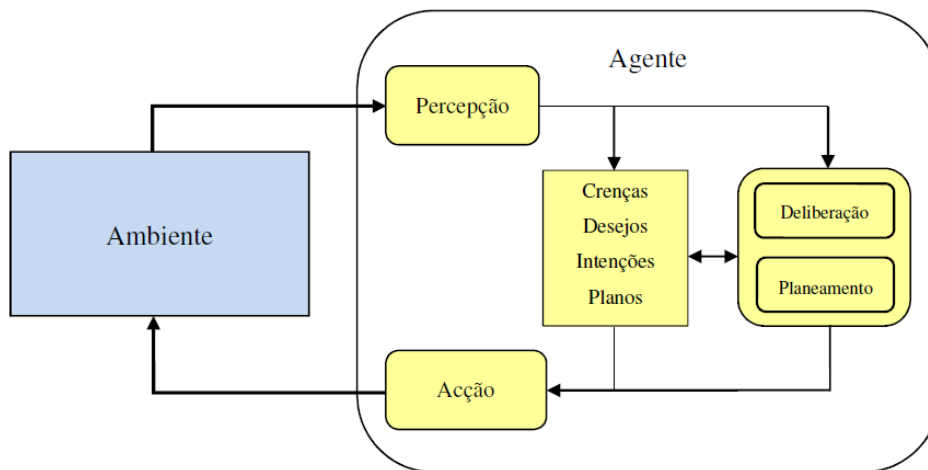 Agente
Percepção
Ambiente
Crenças
Desejos
Intenções
Planos
Deliberação
Planeamento
Acção